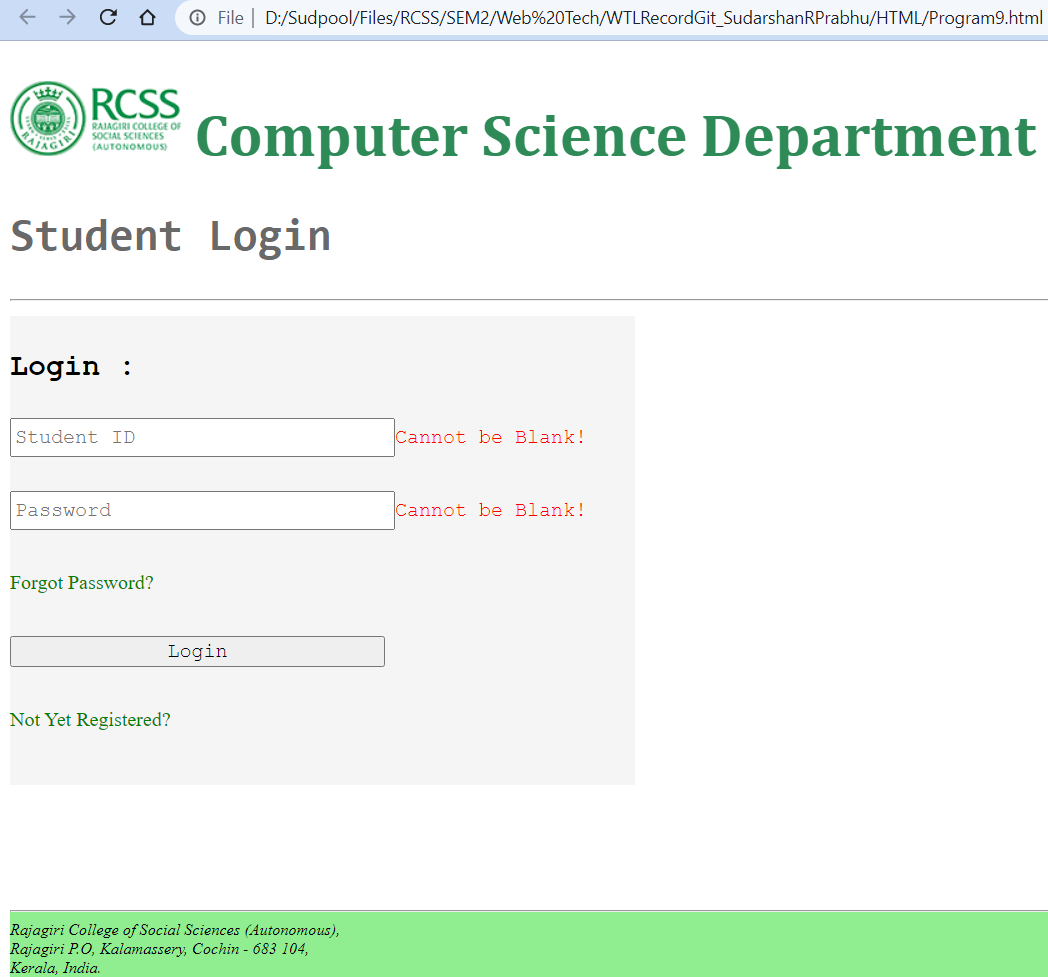 File | D:/Sudpool/Files/RCSS/SEM2/Web%20Tech/WTLRecordGit_SudarshanRPrabhu/HTML/Program9.html
RCSS
RAJAGIRI COLLEGE OF
SOCIAL SCIENCES
(AUTONOMOUS)
RAJAGIRI
Computer Science Department
Student Login
Login :
Student ID Cannot be Blank!
Password Cannot be Blank!
Forgot Password?
Login
Not Yet Registered?
Rajagiri College of Social Sciences (Autonomous),
Rajagiri P.O, Kalamassery, Cochin - 683 104,
Kerala, India.